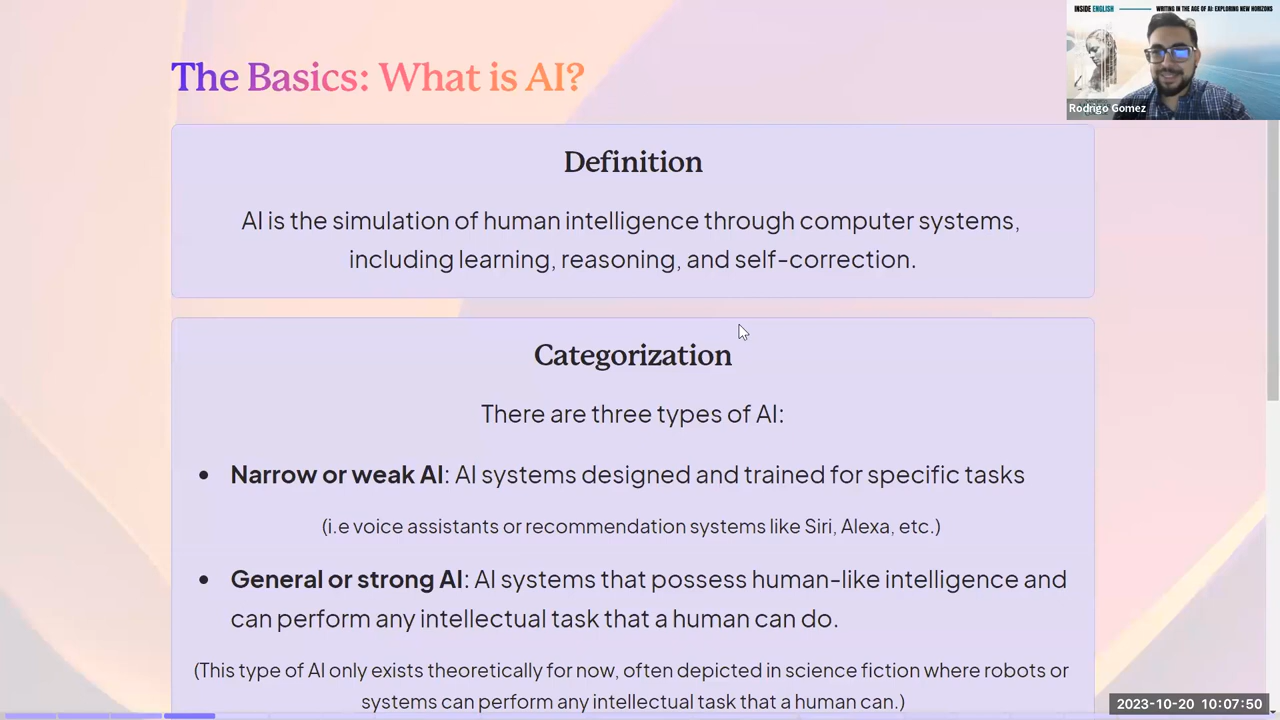 INSIDE ENGLISH WRITING IN THE AGE OF AI: EXPLORING NEW HORIZONS
The Basics: What is AI?
Rodrigo Gomez
Definition
AI is the simulation of human intelligence through computer systems,
including learning, reasoning, and self-correction.
Categorization
There are three types of AI:
• Narrow or weak AI: AI systems designed and trained for specific tasks
(i.e voice assistants or recommendation systems like Siri, Alexa, etc.)
• General or strong AI: AI systems that possess human-like intelligence and
can perform any intellectual task that a human can do.
(This type of AI only exists theoretically for now, often depicted in science fiction where robots or
systems can perform any intellectual task that a human can.)
2023-10-20 10:07:50